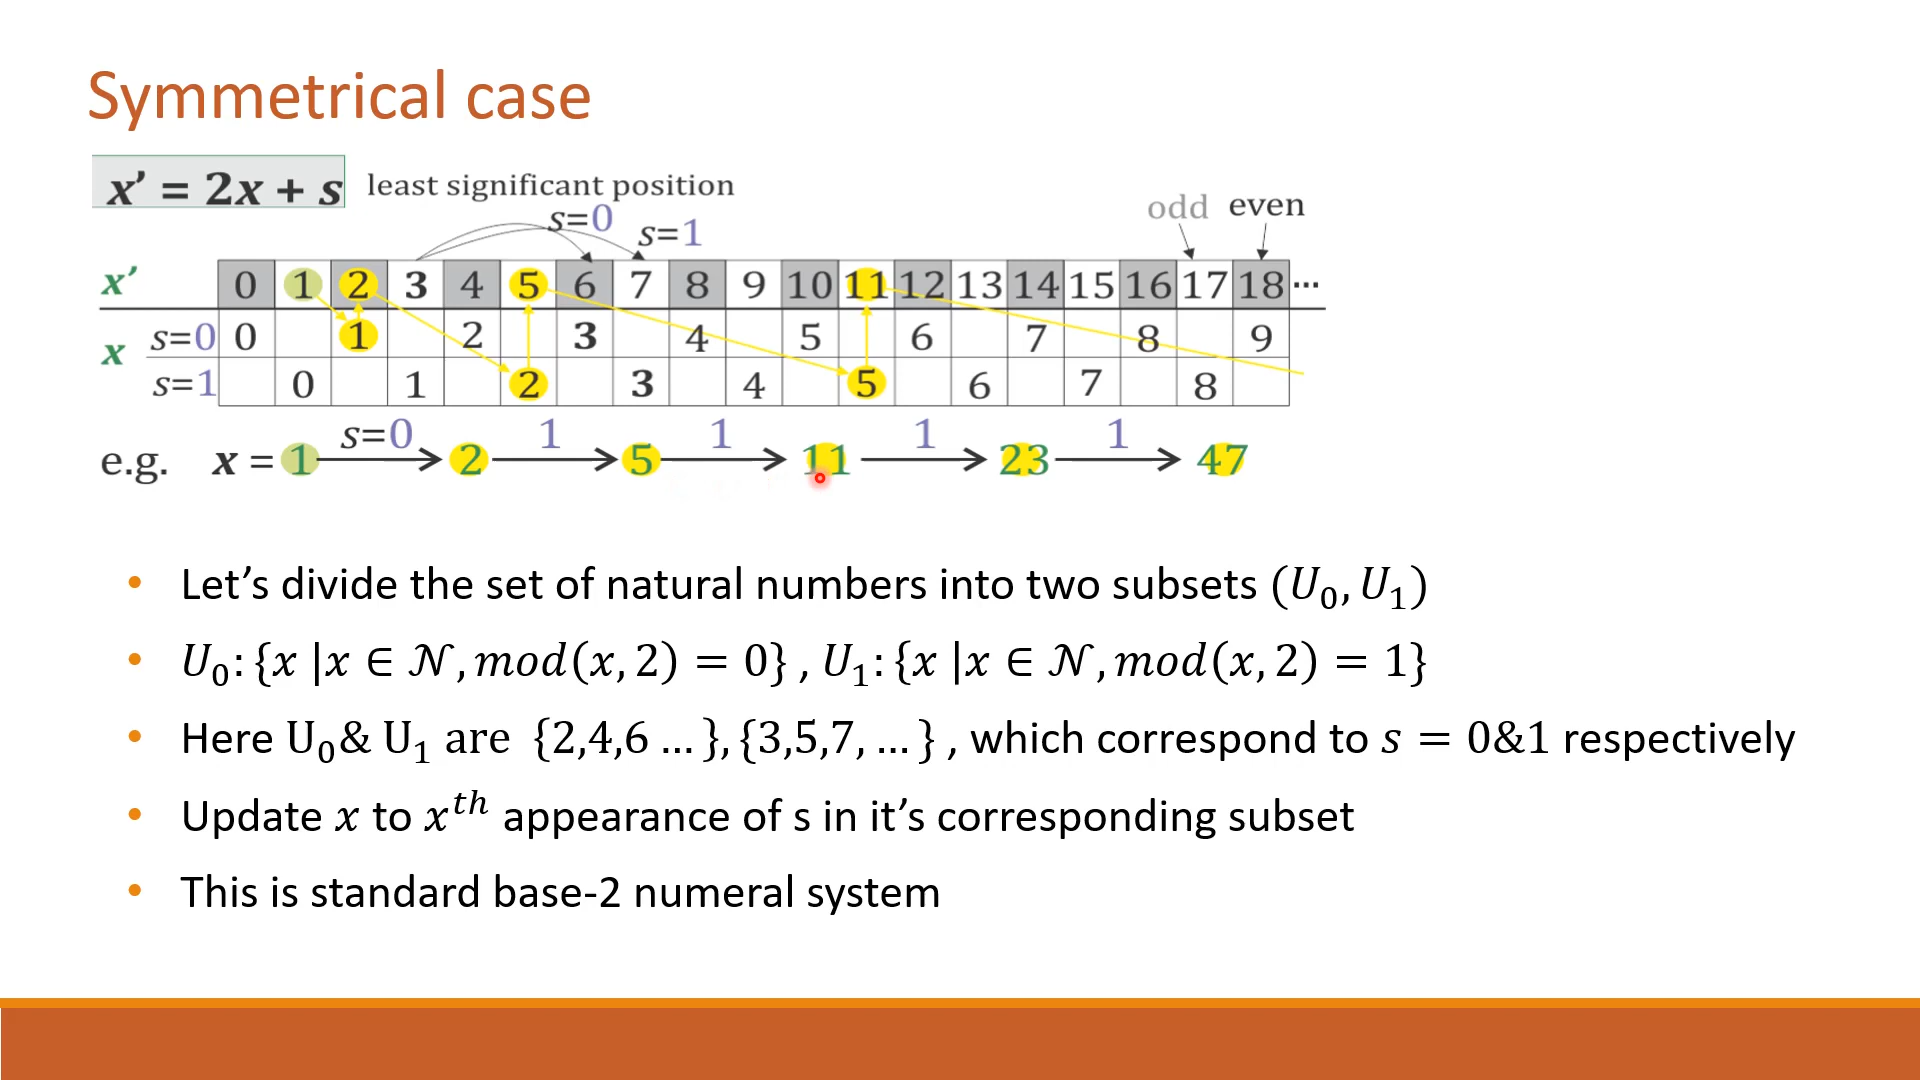 Symmetrical case
x’ = 2x + s least significant position
s=0 s=1 odd even
x’ 0 1 2 3 4 5 6 7 8 9 10 11 12 13 14 15 16 17 18 ...
x s=0 0 1 2 3 4 5 6 7 8 9
s=1 0 1 2 3 4 5 6 7 8
s=0 1 1 1 1
e.g. x = 1 2 5 11 23 47
• Let’s divide the set of natural numbers into two subsets (U₀, U₁)
• U₀: {x |x ∈ 𝒩, mod(x, 2) = 0} , U₁: {x |x ∈ 𝒩, mod(x, 2) = 1}
• Here U₀& U₁ are {2,4,6 … }, {3,5,7, … } , which correspond to s = 0&1 respectively
• Update x to xᵗʰ appearance of s in it’s corresponding subset
• This is standard base-2 numeral system